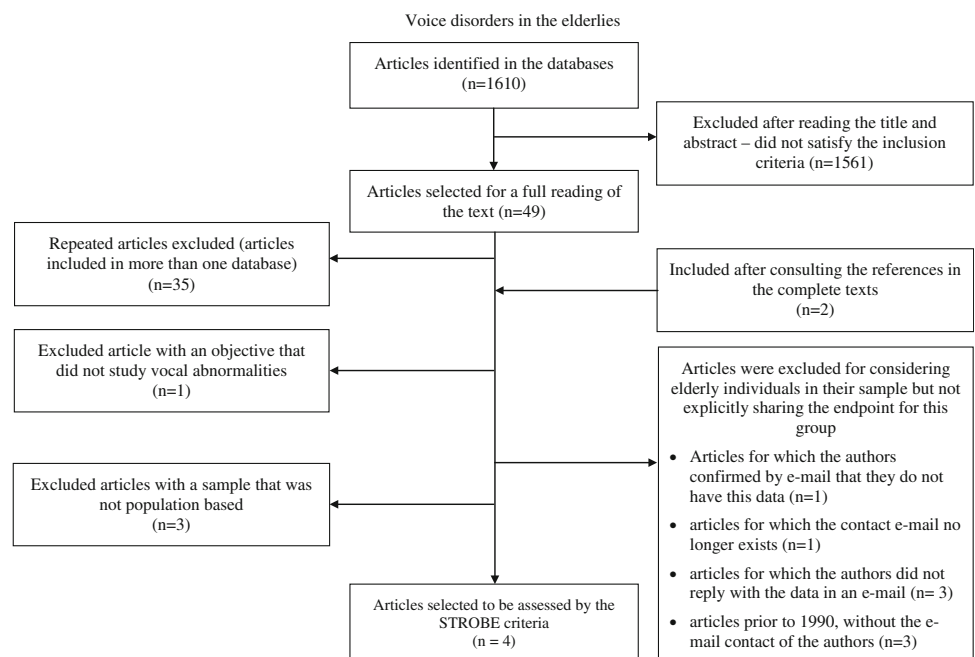 Voice disorders in the elderlies
Articles identified in the databases
(n=1610)
Excluded after reading the title and
abstract – did not satisfy the inclusion
criteria (n=1561)
Articles selected for a full reading of
the text (n=49)
Repeated articles excluded (articles
included in more than one database)
(n=35)
Included after consulting the references in
the complete texts
(n=2)
Excluded article with an objective that
did not study vocal abnormalities
(n=1)
Articles were excluded for considering
elderly individuals in their sample but not
explicitly sharing the endpoint for this
group
• Articles for which the authors
confirmed by e-mail that they do not
have this data (n=1)
• articles for which the contact e-mail no
longer exists (n=1)
• articles for which the authors did not
reply with the data in an e-mail (n= 3)
• articles prior to 1990, without the e-
mail contact of the authors (n=3)
Excluded articles with a sample that was
not population based
(n=3)
Articles selected to be assessed by the
STROBE criteria
(n = 4)